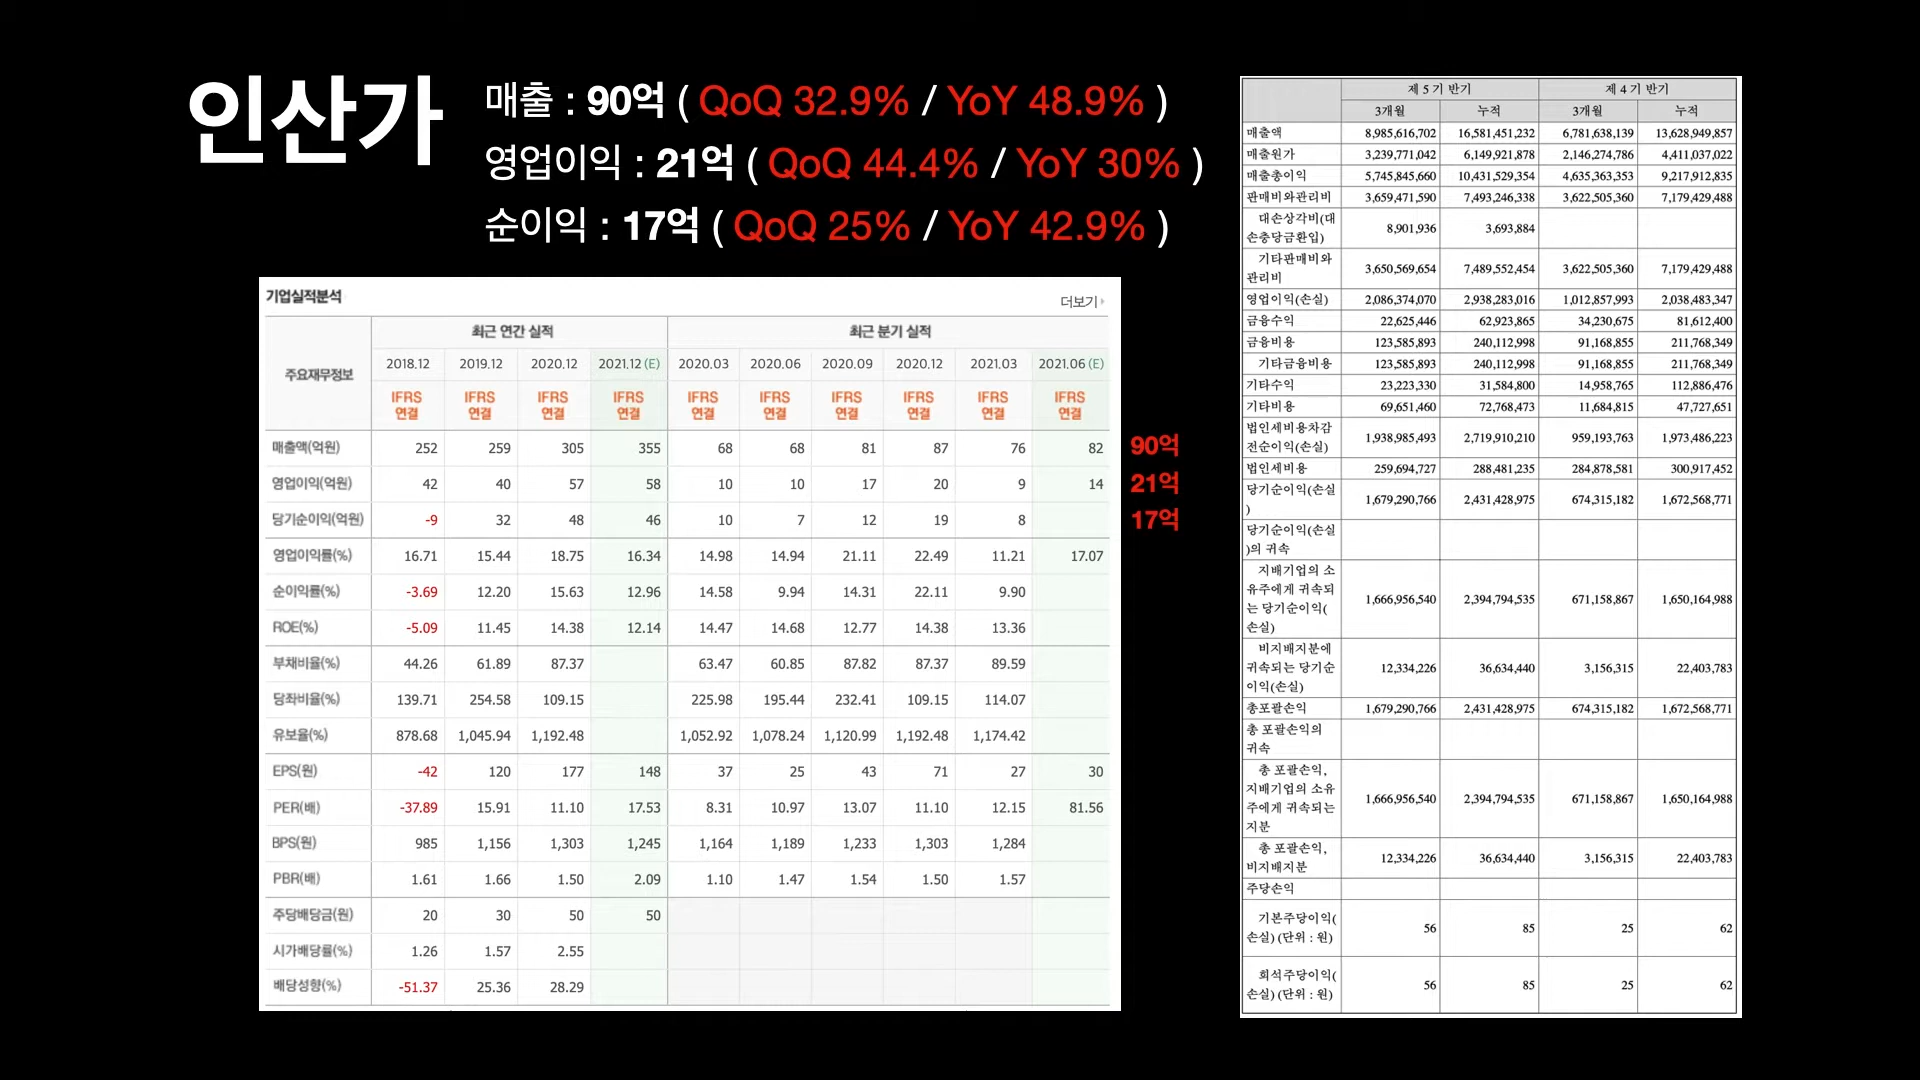 인산가
매출 : 90억 ( QoQ 32.9% / YoY 48.9% )
영업이익 : 21억 ( QoQ 44.4% / YoY 30% )
순이익 : 17억 ( QoQ 25% / YoY 42.9% )
기업실적분석 더보기
주요재무정보 최근 연간 실적 최근 분기 실적
2018.12 2019.12 2020.12 2021.12 (E) 2020.03 2020.06 2020.09 2020.12 2021.03 2021.06 (E)
IFRS IFRS IFRS IFRS IFRS IFRS IFRS IFRS IFRS IFRS
연결 연결 연결 연결 연결 연결 연결 연결 연결 연결
매출액(억원) 252 259 305 355 68 68 81 87 76 82 90억
영업이익(억원) 42 40 57 58 10 10 17 20 9 14 21억
당기순이익(억원) -9 32 48 46 10 7 12 19 8 17억
영업이익률(%) 16.71 15.44 18.75 16.34 14.98 14.94 21.11 22.49 11.21 17.07
순이익률(%) -3.69 12.20 15.63 12.96 14.58 9.94 14.31 22.11 9.90
ROE(%) -5.09 11.45 14.38 12.14 14.47 14.68 12.77 14.38 13.36
부채비율(%) 44.26 61.89 87.37 63.47 60.85 87.82 87.37 89.59
당좌비율(%) 139.71 254.58 109.15 225.98 195.44 232.41 109.15 114.07
유보율(%) 878.68 1,045.94 1,192.48 1,052.92 1,078.24 1,120.99 1,192.48 1,174.42
EPS(원) -42 120 177 148 37 25 43 71 27 30
PER(배) -37.89 15.91 11.10 17.53 8.31 10.97 13.07 11.10 12.15 81.56
BPS(원) 985 1,156 1,303 1,245 1,164 1,189 1,233 1,303 1,284
PBR(배) 1.61 1.66 1.50 2.09 1.10 1.47 1.54 1.50 1.57
주당배당금(원) 20 30 50 50
시가배당률(%) 1.26 1.57 2.55
배당성향(%) -51.37 25.36 28.29
제 5 기 반기 제 4 기 반기
3개월 누적 3개월 누적
매출액 8,985,616,702 16,581,451,232 6,781,638,139 13,628,949,857
매출원가 3,239,771,042 6,149,921,878 2,146,274,786 4,411,037,022
매출총이익 5,745,845,660 10,431,529,354 4,635,363,353 9,217,912,835
판매비와관리비 3,659,471,590 7,493,246,338 3,622,505,360 7,179,429,488
대손상각비(대
손충당금환입) 8,901,936 3,693,884
기타판매비와
관리비 3,650,569,654 7,489,552,454 3,622,505,360 7,179,429,488
영업이익(손실) 2,086,374,070 2,938,283,016 1,012,857,993 2,038,483,347
금융수익 22,625,446 62,923,865 34,230,675 81,612,400
금융비용 123,585,893 240,112,998 91,168,855 211,768,349
기타금융비용 123,585,893 240,112,998 91,168,855 211,768,349
기타수익 23,223,330 31,584,800 14,958,765 112,886,476
기타비용 69,651,460 72,768,473 11,684,815 47,727,651
법인세비용차감
전순이익(손실) 1,938,985,493 2,719,910,210 959,193,763 1,973,486,223
법인세비용 259,694,727 288,481,235 284,878,581 300,917,452
당기순이익(손실
) 1,679,290,766 2,431,428,975 674,315,182 1,672,568,771
당기순이익(손실
)의 귀속
지배기업의 소
유주에게 귀속되
는 당기순이익(
손실) 1,666,956,540 2,394,794,535 671,158,867 1,650,164,988
비지배지분에
귀속되는 당기순
이익(손실) 12,334,226 36,634,440 3,156,315 22,403,783
총포괄손익 1,679,290,766 2,431,428,975 674,315,182 1,672,568,771
총 포괄손익의
귀속
총 포괄손익,
지배기업의 소유
주에게 귀속되는
지분 1,666,956,540 2,394,794,535 671,158,867 1,650,164,988
총 포괄손익,
비지배지분 12,334,226 36,634,440 3,156,315 22,403,783
주당손익
기본주당이익(
손실) (단위 : 원) 56 85 25 62
희석주당이익(
손실) (단위 : 원) 56 85 25 62